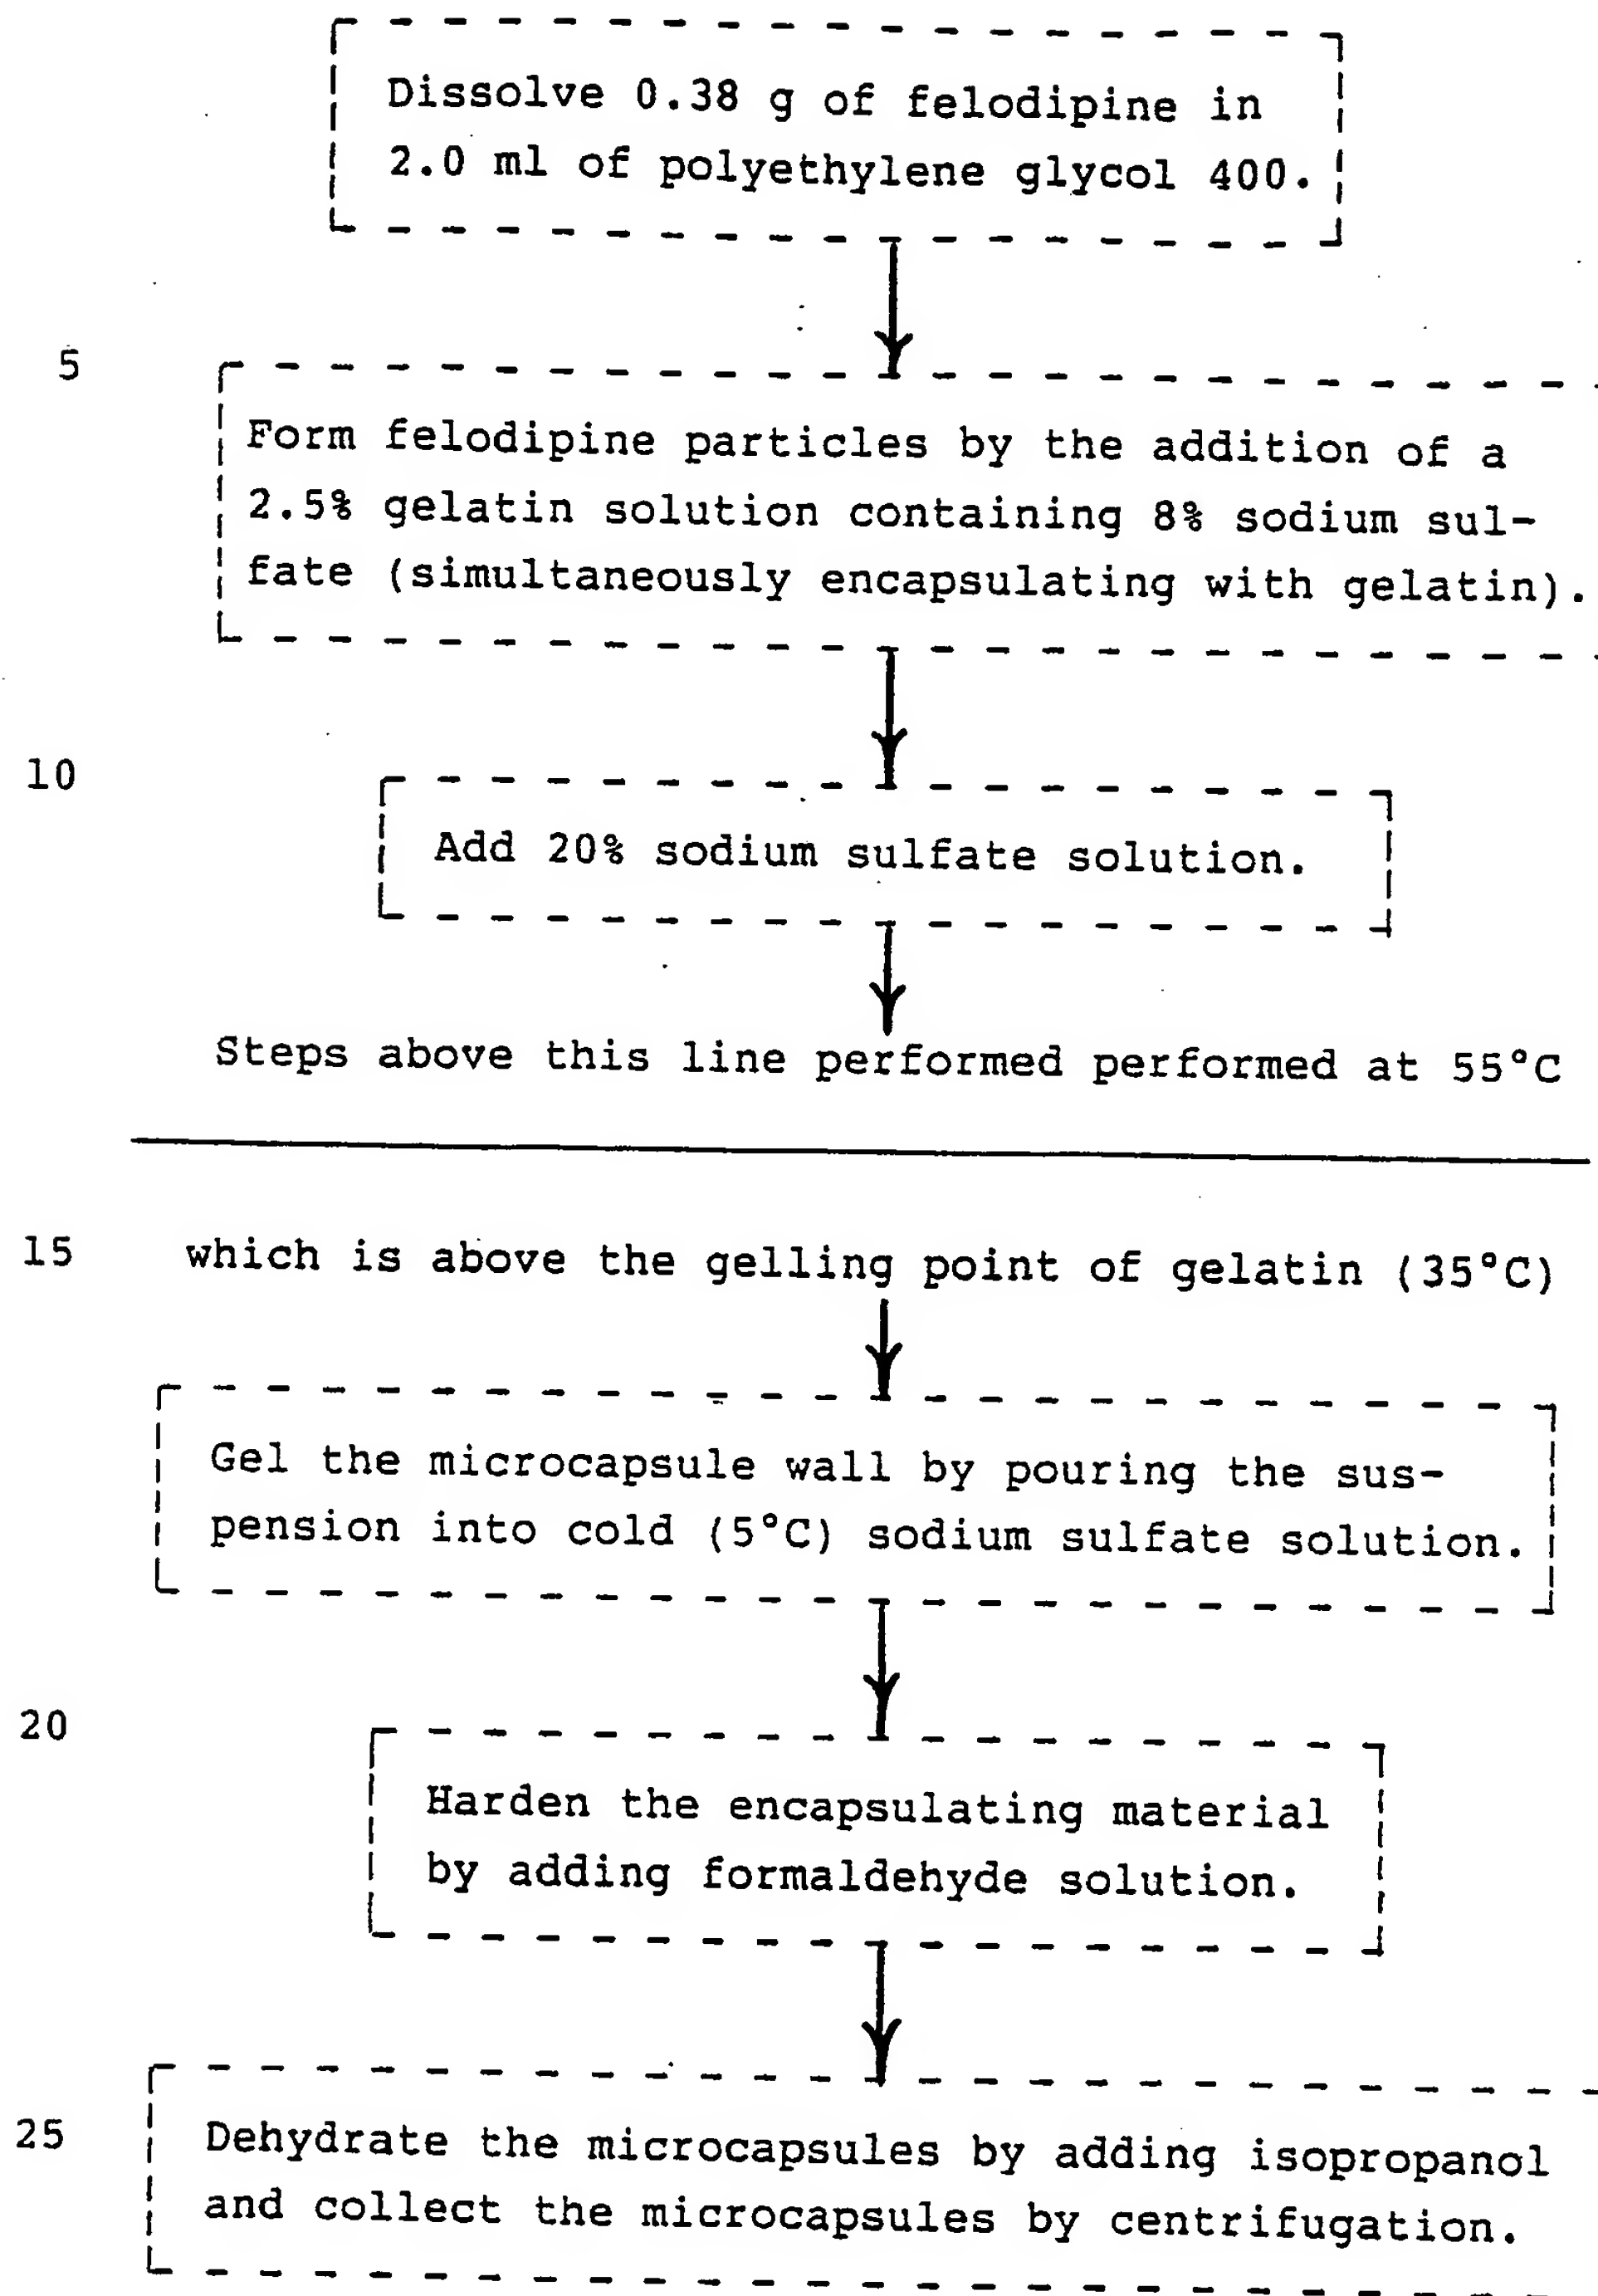 Dissolve 0.38 g of felodipine in
2.0 ml of polyethylene glycol 400.
5
Form felodipine particles by the addition of a
2.5% gelatin solution containing 8% sodium sul-
fate (simultaneously encapsulating with gelatin).
10
Add 20% sodium sulfate solution.
Steps above this line performed performed at 55°C
15 which is above the gelling point of gelatin (35°C)
Gel the microcapsule wall by pouring the sus-
pension into cold (5°C) sodium sulfate solution.
20
Harden the encapsulating material
by adding formaldehyde solution.
25 Dehydrate the microcapsules by adding isopropanol
and collect the microcapsules by centrifugation.